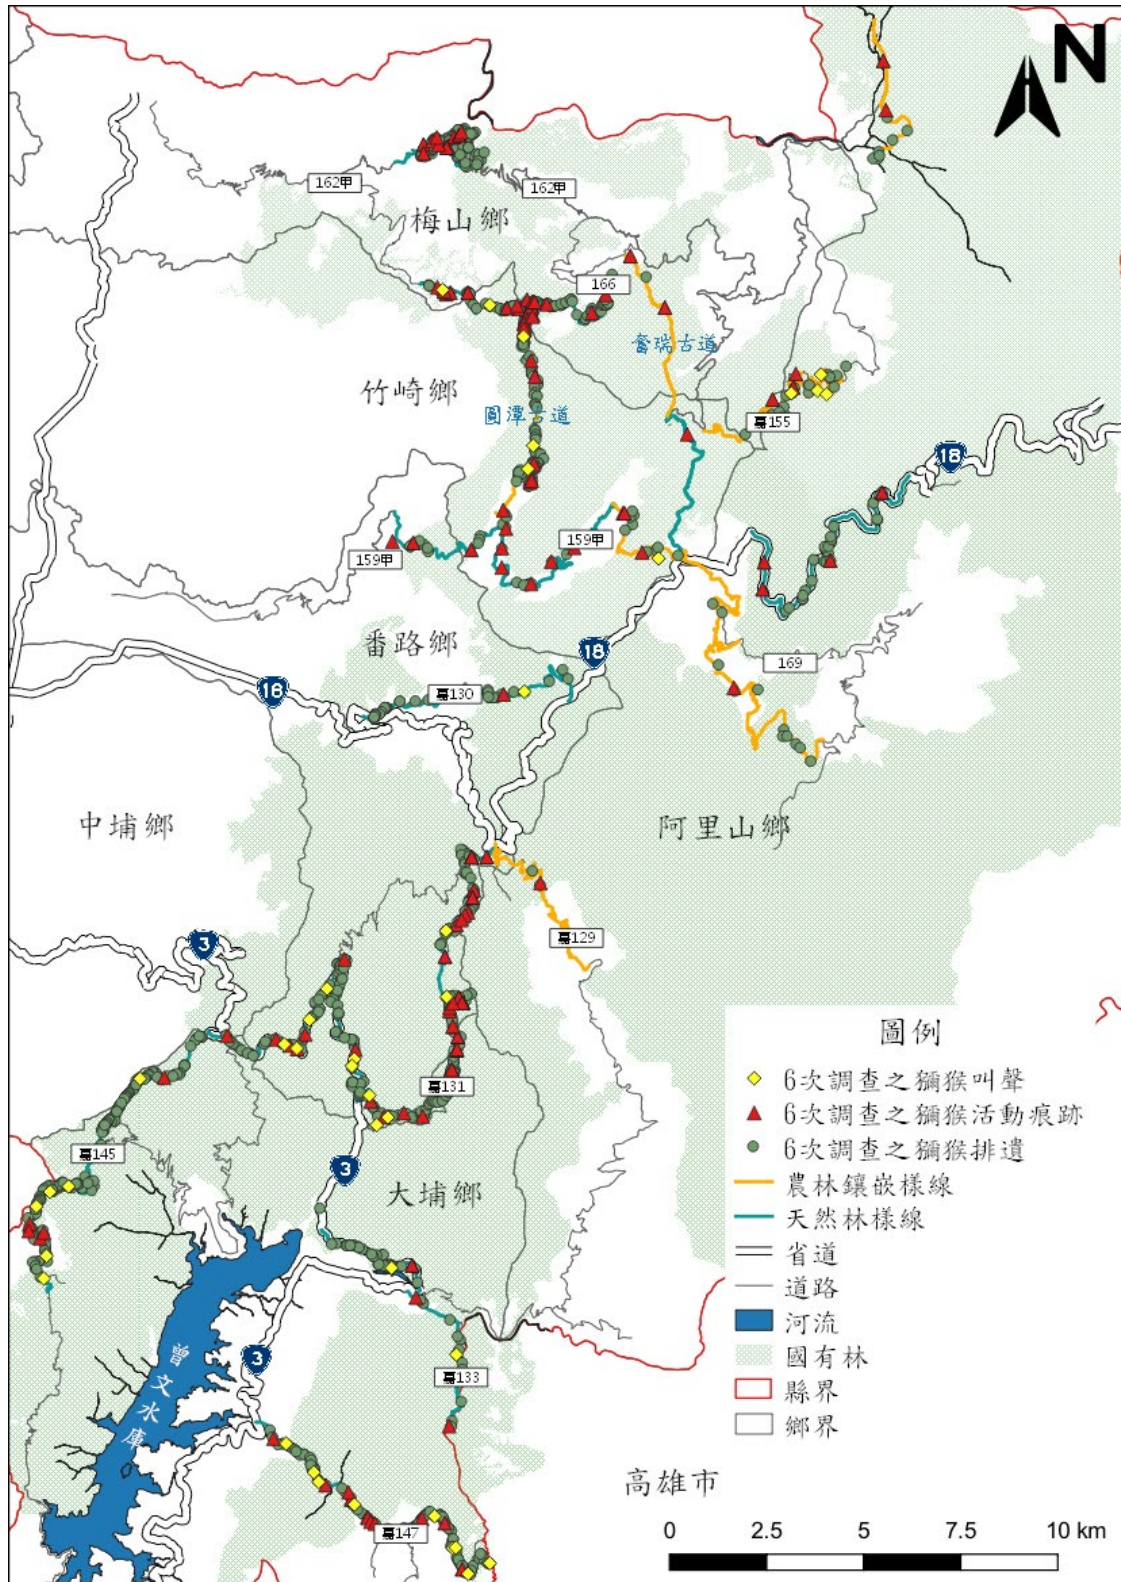 N
162甲
162甲
梅山鄉
166
奮瑞古道
竹崎鄉
圓潭古道
嘉155
18
159甲
159甲
番路鄉
18
169
18
嘉130
中埔鄉
阿里山鄉
3
嘉129
圖例
6次調查之獼猴叫聲
6次調查之獼猴活動痕跡
6次調查之獼猴排遺
農林鑲嵌樣線
天然林樣線
省道
道路
河流
國有林
縣界
鄉界
嘉131
嘉145
3
大埔鄉
曾文水庫
3
嘉133
高雄市
嘉147
0 2.5 5 7.5 10 km